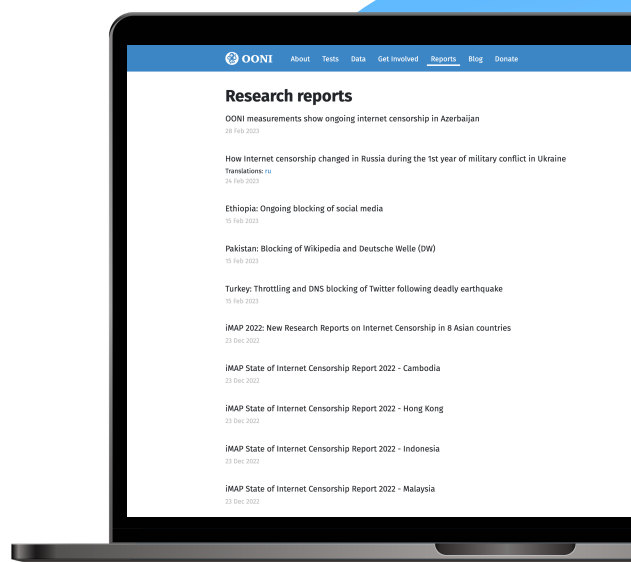 OONI About Tests Data Get Involved Reports Blog Donate
Research reports
OONI measurements show ongoing internet censorship in Azerbaijan
28 Feb 2023
How Internet censorship changed in Russia during the 1st year of military conflict in Ukraine
Translations: ru
24 Feb 2023
Ethiopia: Ongoing blocking of social media
15 Feb 2023
Pakistan: Blocking of Wikipedia and Deutsche Welle (DW)
15 Feb 2023
Turkey: Throttling and DNS blocking of Twitter following deadly earthquake
15 Feb 2023
iMAP 2022: New Research Reports on Internet Censorship in 8 Asian countries
23 Dec 2022
iMAP State of Internet Censorship Report 2022 - Cambodia
23 Dec 2022
iMAP State of Internet Censorship Report 2022 - Hong Kong
23 Dec 2022
iMAP State of Internet Censorship Report 2022 - Indonesia
23 Dec 2022
iMAP State of Internet Censorship Report 2022 - Malaysia
23 Dec 2022